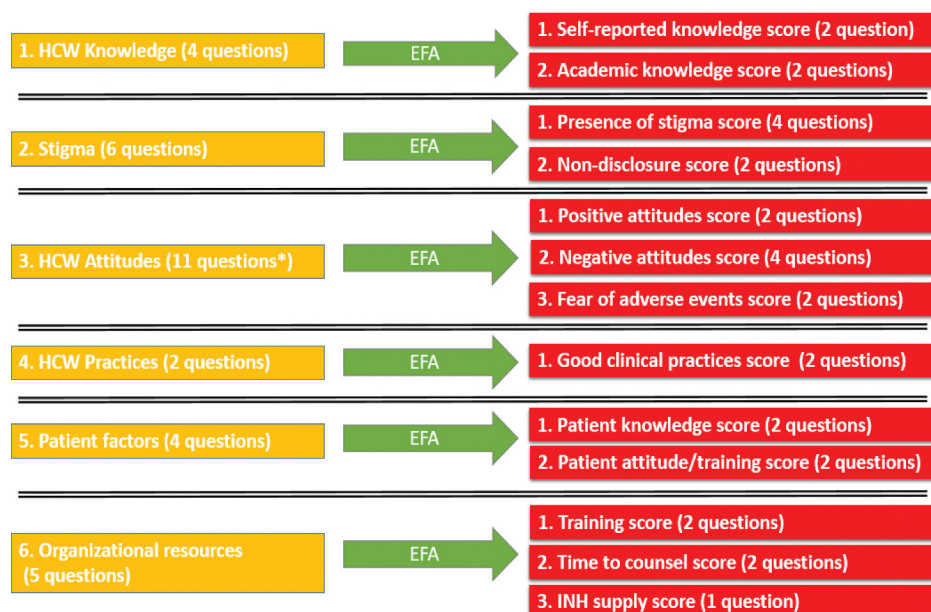 1. HCW Knowledge (4 questions)
EFA
1. Self-reported knowledge score (2 question)
2. Academic knowledge score (2 questions)
2. Stigma (6 questions)
EFA
1. Presence of stigma score (4 questions)
2. Non-disclosure score (2 questions)
3. HCW Attitudes (11 questions*)
EFA
1. Positive attitudes score (2 questions)
2. Negative attitudes score (4 questions)
3. Fear of adverse events score (2 questions)
4. HCW Practices (2 questions)
EFA
1. Good clinical practices score (2 questions)
5. Patient factors (4 questions)
EFA
1. Patient knowledge score (2 questions)
2. Patient attitude/training score (2 questions)
6. Organizational resources
(5 questions)
EFA
1. Training score (2 questions)
2. Time to counsel score (2 questions)
3. INH supply score (1 question)